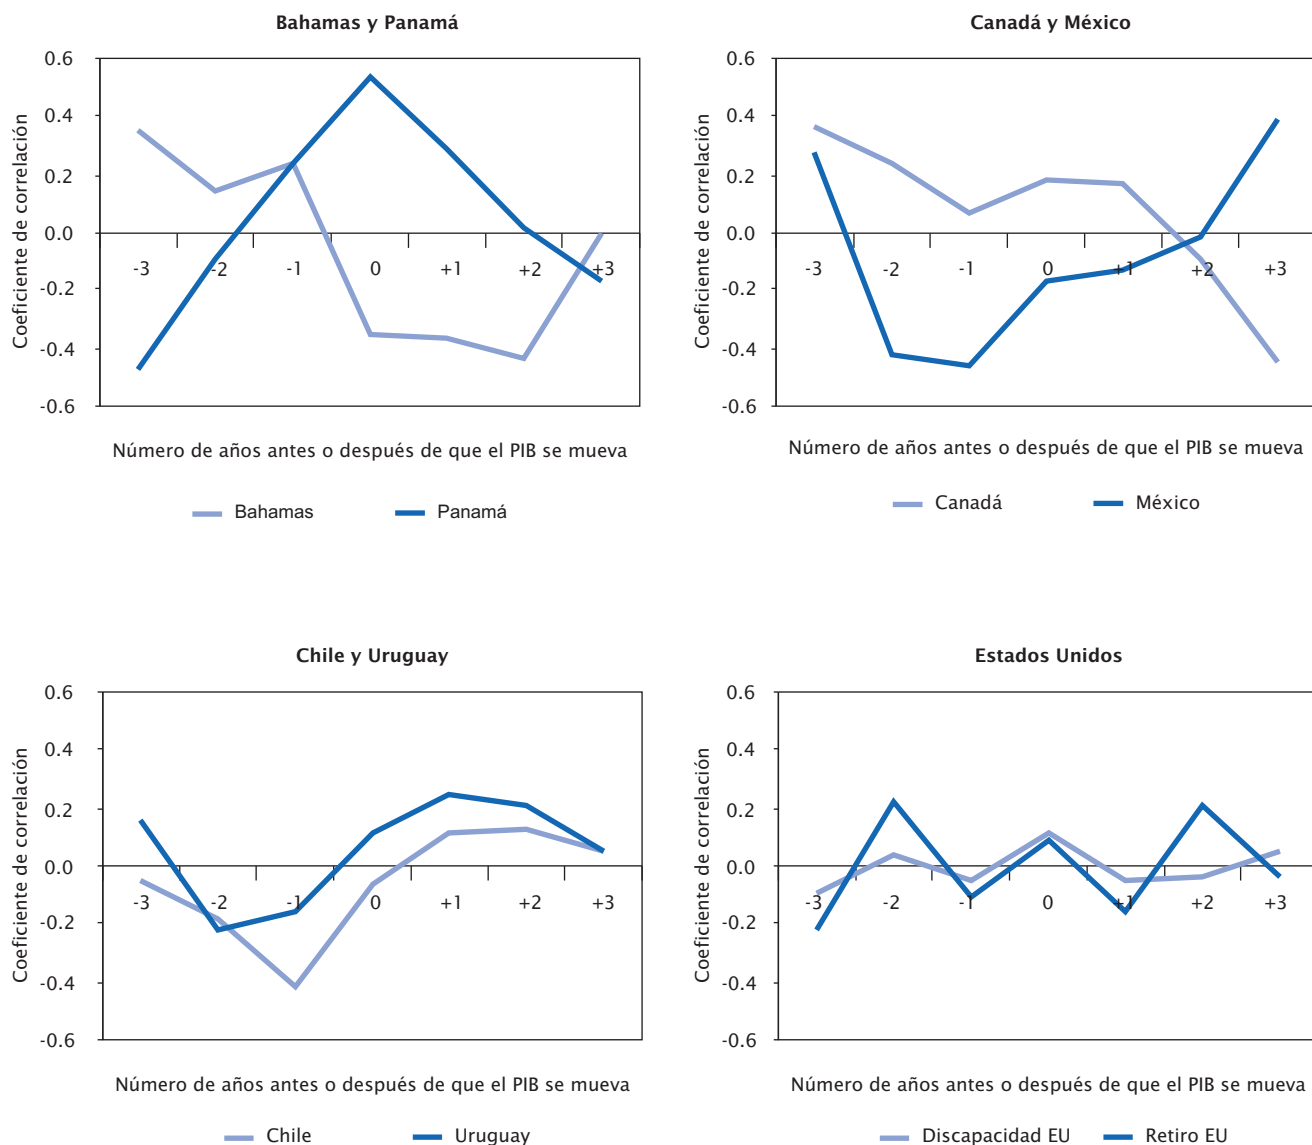 Bahamas y Panamá
Coeficiente de correlación
0.6
0.4
0.2
0.0
-0.2
-0.4
-0.6
-3 -2 -1 0 +1 +2 +3
Número de años antes o después de que el PIB se mueva
Bahamas Panamá
Canadá y México
Coeficiente de correlación
0.6
0.4
0.2
0.0
-0.2
-0.4
-0.6
-3 -2 -1 0 +1 +2 +3
Número de años antes o después de que el PIB se mueva
Canadá México
Chile y Uruguay
Coeficiente de correlación
0.6
0.4
0.2
0.0
-0.2
-0.4
-0.6
-3 -2 -1 0 +1 +2 +3
Número de años antes o después de que el PIB se mueva
Chile Uruguay
Estados Unidos
Coeficiente de correlación
0.6
0.4
0.2
0.0
-0.2
-0.4
-0.6
-3 -2 -1 0 +1 +2 +3
Número de años antes o después de que el PIB se mueva
Discapacidad EU Retiro EU